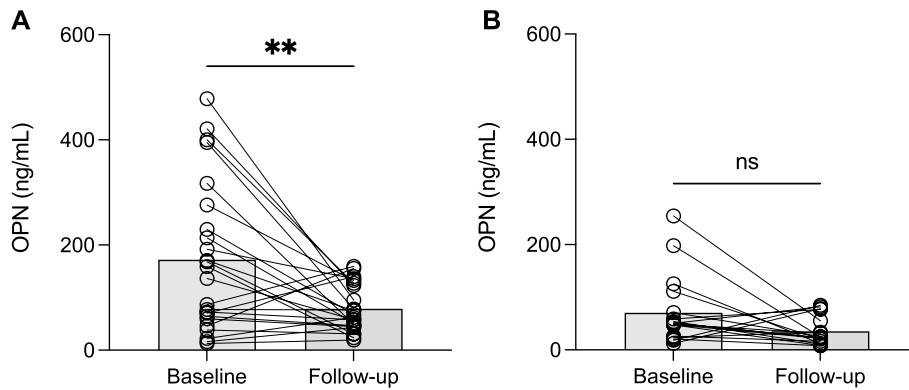 A
OPN (ng/mL)
600
400
200
0
**
Baseline
Follow-up
B
OPN (ng/mL)
600
400
200
0
ns
Baseline
Follow-up